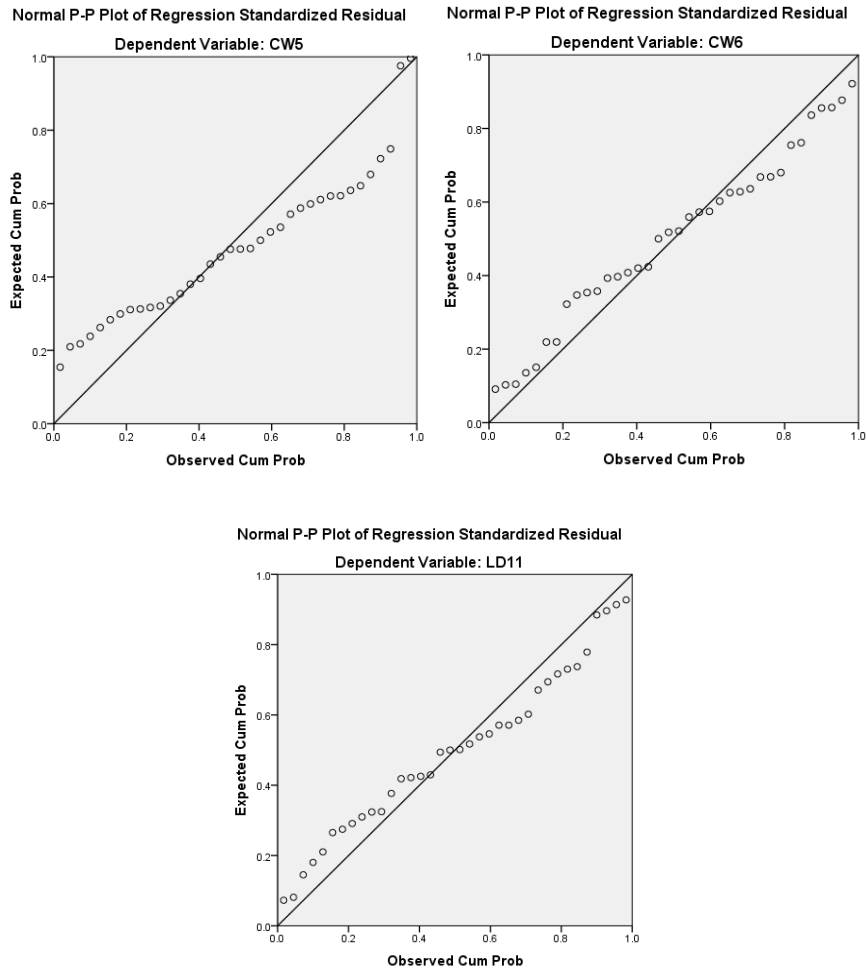 Normal P-P Plot of Regression Standardized Residual
Dependent Variable: CW5
1.0
0.8
0.6
0.4
0.2
0.0
Expected Cum Prob
0.0 0.2 0.4 0.6 0.8 1.0
Observed Cum Prob
Normal P-P Plot of Regression Standardized Residual
Dependent Variable: CW6
1.0
0.8
0.6
0.4
0.2
0.0
Expected Cum Prob
0.0 0.2 0.4 0.6 0.8 1.0
Observed Cum Prob
Normal P-P Plot of Regression Standardized Residual
Dependent Variable: LD11
1.0
0.8
0.6
0.4
0.2
0.0
Expected Cum Prob
0.0 0.2 0.4 0.6 0.8 1.0
Observed Cum Prob